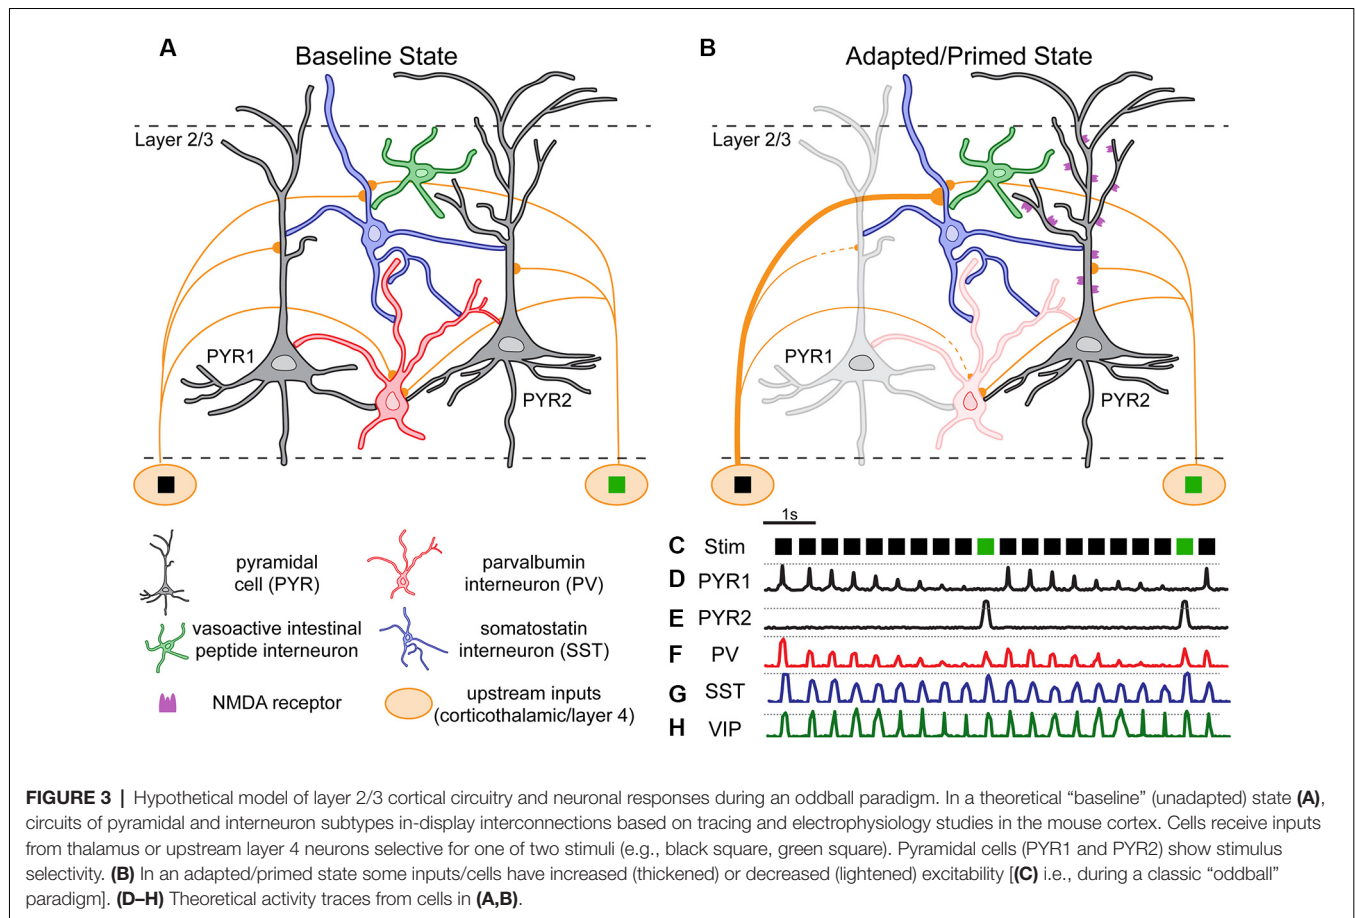 A
Baseline State
B
Adapted/Primed State
Layer 2/3
Layer 2/3
PYR1
PYR2
PYR1
PYR2
pyramidal
cell (PYR)
parvalbumin
interneuron (PV)
vasoactive intestinal
peptide interneuron
somatostatin
interneuron (SST)
NMDA receptor
upstream inputs
(corticothalamic/layer 4)
1s
C Stim
D PYR1
E PYR2
F PV
G SST
H VIP
FIGURE 3 | Hypothetical model of layer 2/3 cortical circuitry and neuronal responses during an oddball paradigm. In a theoretical “baseline” (unadapted) state (A),
circuits of pyramidal and interneuron subtypes in-display interconnections based on tracing and electrophysiology studies in the mouse cortex. Cells receive inputs
from thalamus or upstream layer 4 neurons selective for one of two stimuli (e.g., black square, green square). Pyramidal cells (PYR1 and PYR2) show stimulus
selectivity. (B) In an adapted/primed state some inputs/cells have increased (thickened) or decreased (lightened) excitability [(C) i.e., during a classic “oddball”
paradigm]. (D–H) Theoretical activity traces from cells in (A,B).